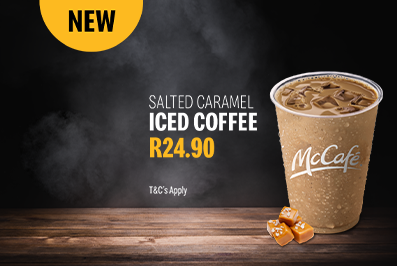 NEW
SALTED CARAMEL
ICED COFFEE
R24.90
McCafé
T&C's Apply